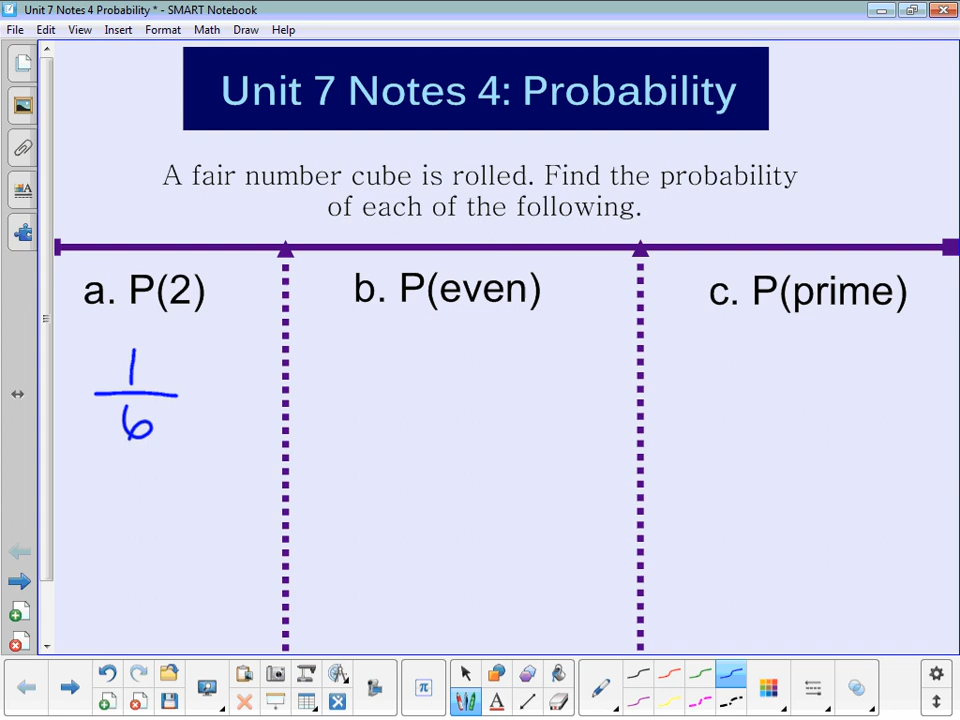 Unit 7 Notes 4 Probability * - SMART Notebook
File Edit View Insert Format Math Draw Help
Unit 7 Notes 4: Probability
A fair number cube is rolled. Find the probability
of each of the following.
a. P(2)
1
6
b. P(even)
c. P(prime)